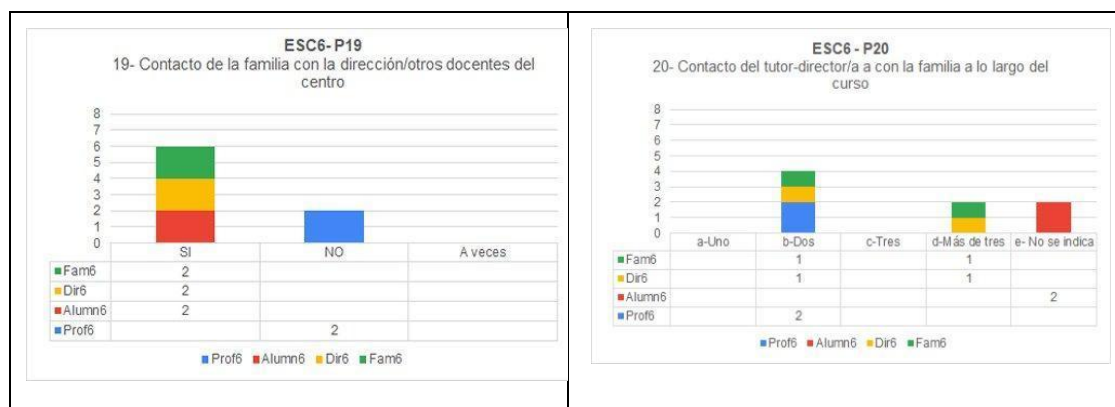 ESC6- P19
19- Contacto de la familia con la dirección/otros docentes del
centro
8
7
6
5
4
3
2
1
0
SI NO A veces
Fam6 2
Dir6 2
Alumn6 2
Prof6 2
Prof6 Alumn6 Dir6 Fam6
ESC6 - P20
20- Contacto del tutor-director/a a con la familia a lo largo del
curso
8
7
6
5
4
3
2
1
0
a-Uno b-Dos c-Tres d-Más de tres e- No se indica
Fam6 1 1
Dir6 1 1
Alumn6 2
Prof6 2
Prof6 Alumn6 Dir6 Fam6